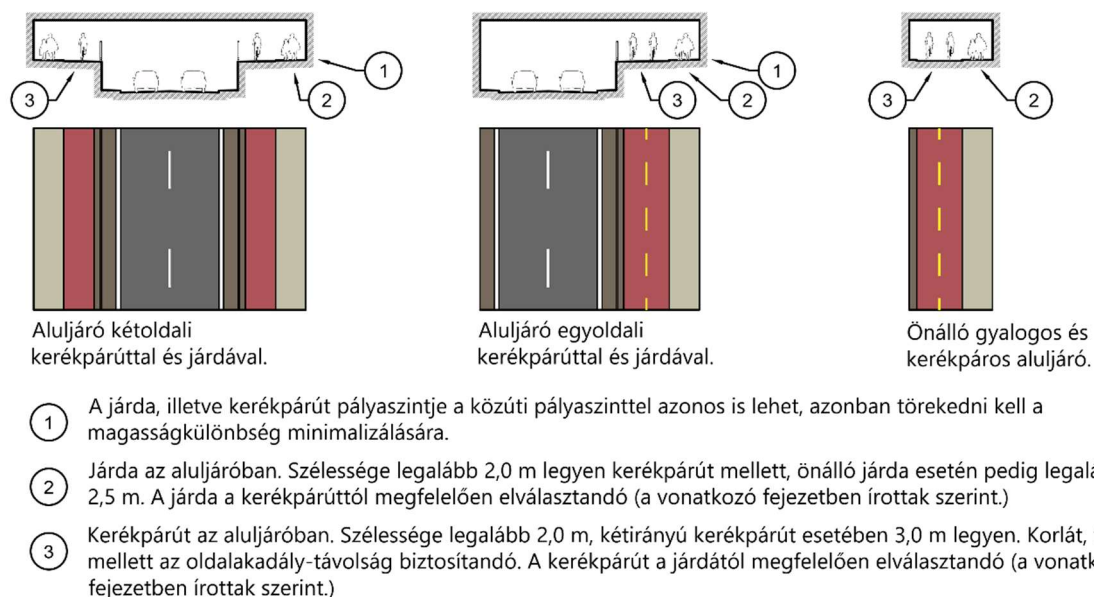 1
3
2
1
3
2
3
2
Aluljáró kétoldali
kerékpárúttal és járdával.
Aluljáró egyoldali
kerékpárúttal és járdával.
Önálló gyalogos és
kerékpáros aluljáró.
1 A járda, illetve kerékpárút pályaszintje a közúti pályaszinttel azonos is lehet, azonban törekedni kell a
magasságkülönbség minimalizálására.
2 Járda az aluljáróban. Szélessége legalább 2,0 m legyen kerékpárút mellett, önálló járda esetén pedig
2,5 m. A járda a kerékpárúttól megfelelően elválasztandó (a vonatkozó fejezetben írottak szerint.)
3 Kerékpárút az aluljáróban. Szélessége legalább 2,0 m, kétirányú kerékpárút esetében 3,0 m legyen. Korlát,
mellett az oldalakadály-távolság biztosítandó. A kerékpárút a járdától megfelelően elválasztandó (a
fejezetben írottak szerint.)